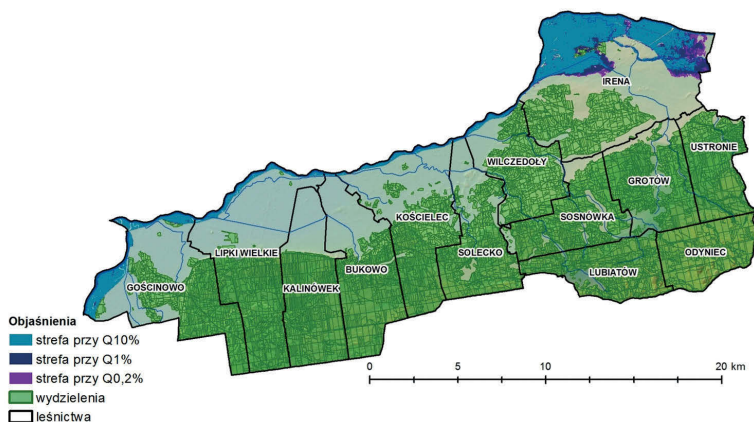 IRENA
USTRONIE
WILCZEDOŁY
GROTÓW
KOŚCIELEC
SOSNÓWKA
LIPKI WIELKIE
SOLECKO
ODYNIEC
BUKOWO
LUBIATÓW
GOŚCINOWO
KALINÓWEK
Objaśnienia
strefa przy Q10%
strefa przy Q1%
strefa przy Q0,2%
wydzielenia
leśnictwa
0 5 10 15 20 km